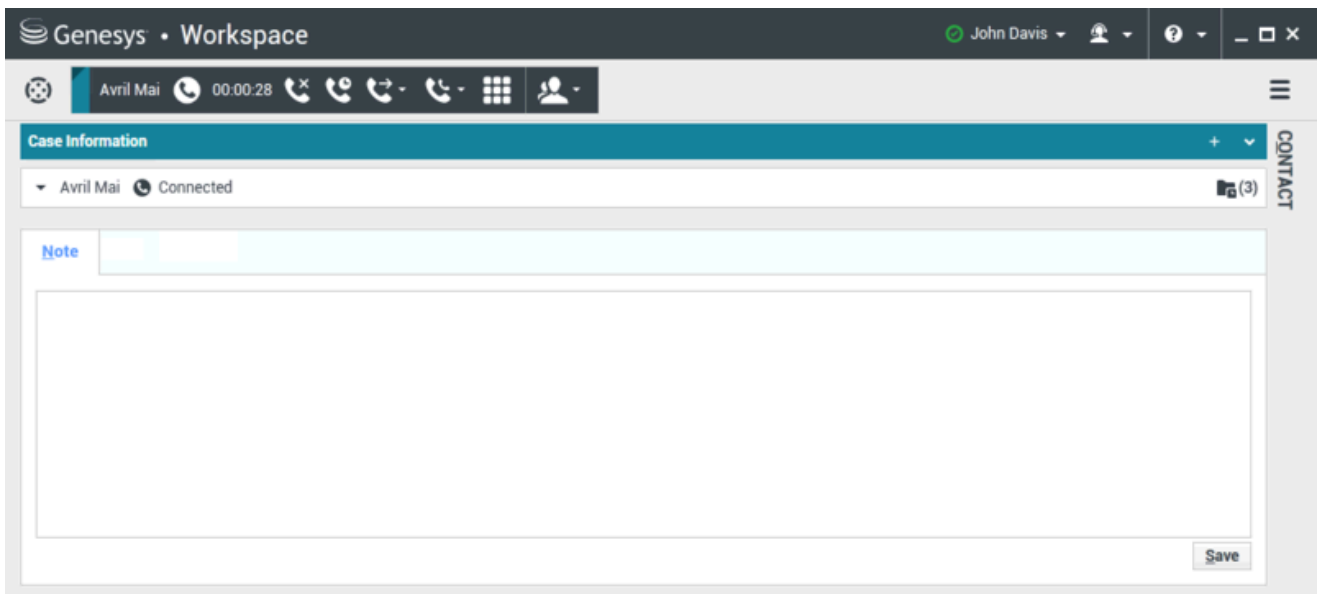 Genesys • Workspace
John Davis
?
Avril Mai 00:00:28
Case Information
+
CONTACT
Avril Mai Connected
(3)
Note
Save